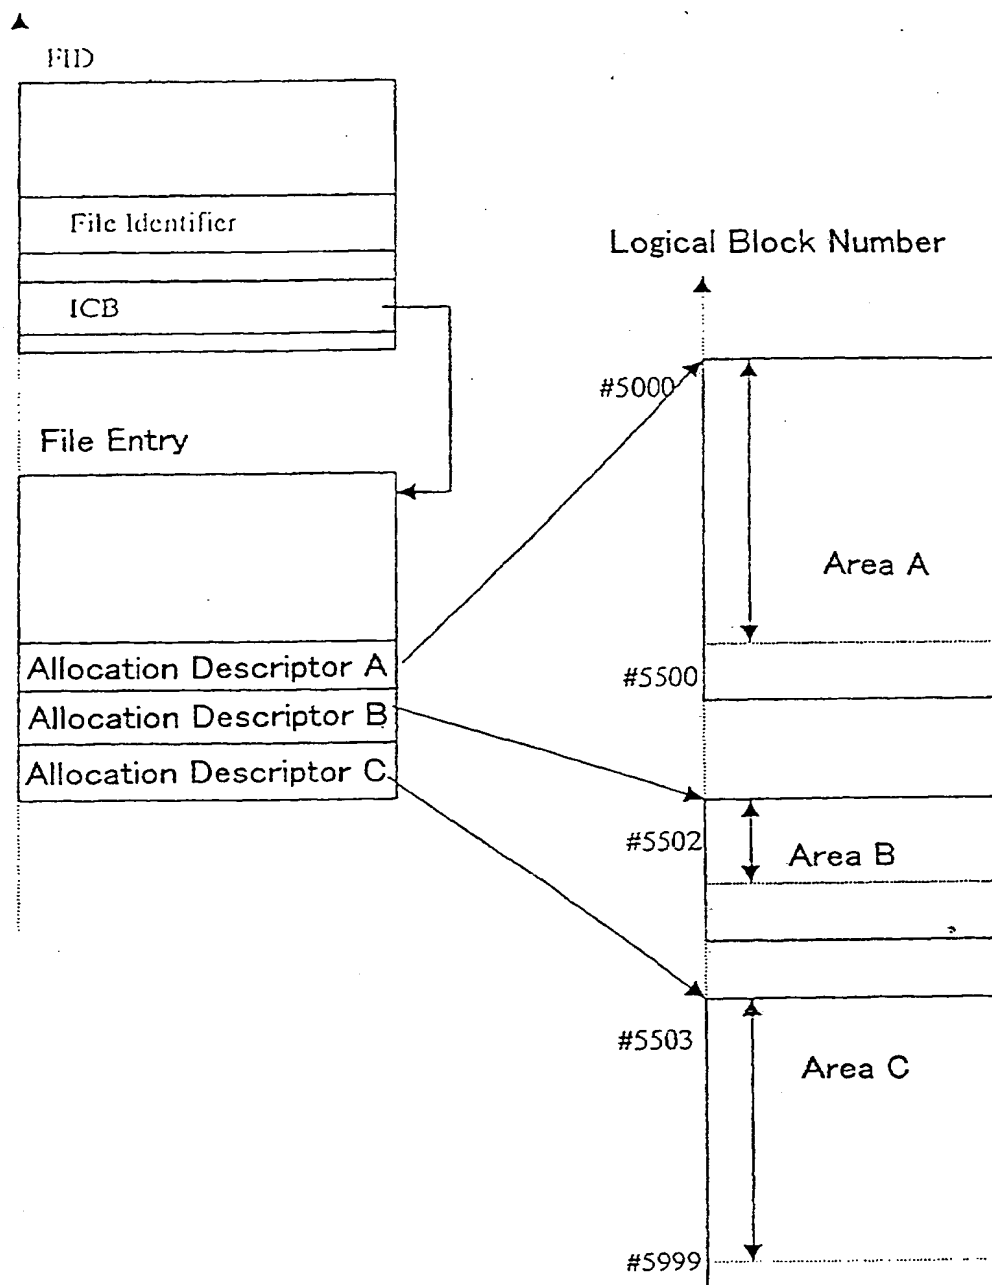 FID
File Identifier
ICB
File Entry
Allocation Descriptor A
Allocation Descriptor B
Allocation Descriptor C
Logical Block Number
#5000
Area A
#5500
#5502
Area B
#5503
Area C
#5999